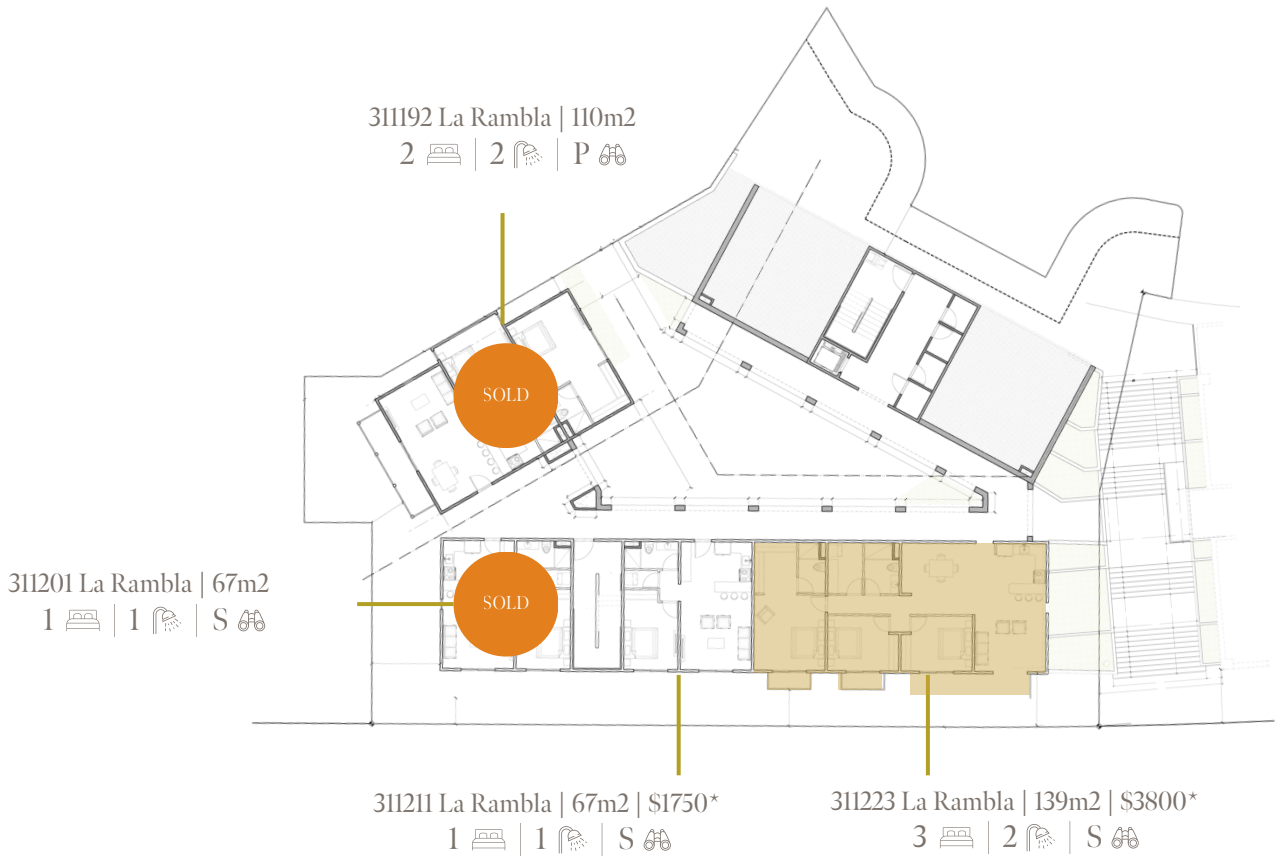 311192 La Rambla | 110m2
2 | 2 | P
SOLD
311201 La Rambla | 67m2
1 | 1 | S
SOLD
311211 La Rambla | 67m2 | $1750*
1 | 1 | S
311223 La Rambla | 139m2 | $3800*
3 | 2 | S